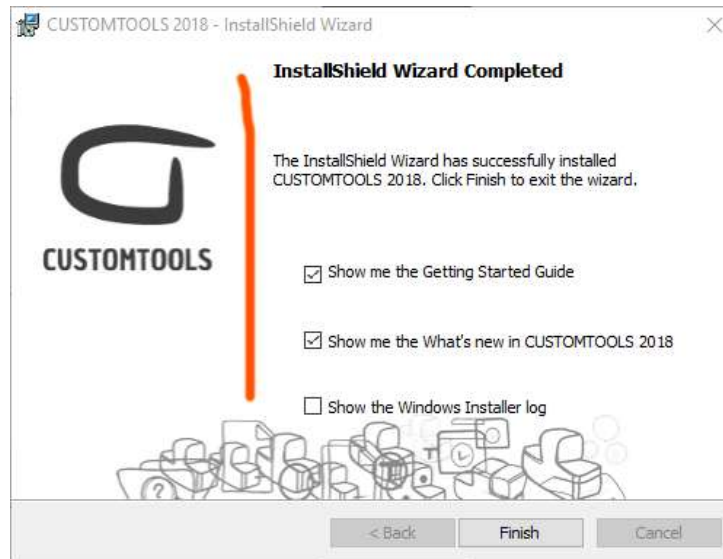 CUSTOMTOOLS 2018 - InstallShield Wizard
InstallShield Wizard Completed
The InstallShield Wizard has successfully installed
CUSTOMTOOLS 2018. Click Finish to exit the wizard.
CUSTOMTOOLS
Show me the Getting Started Guide
Show me the What's new in CUSTOMTOOLS 2018
Show the Windows Installer log
?
T
L
< Back
Finish
Cancel